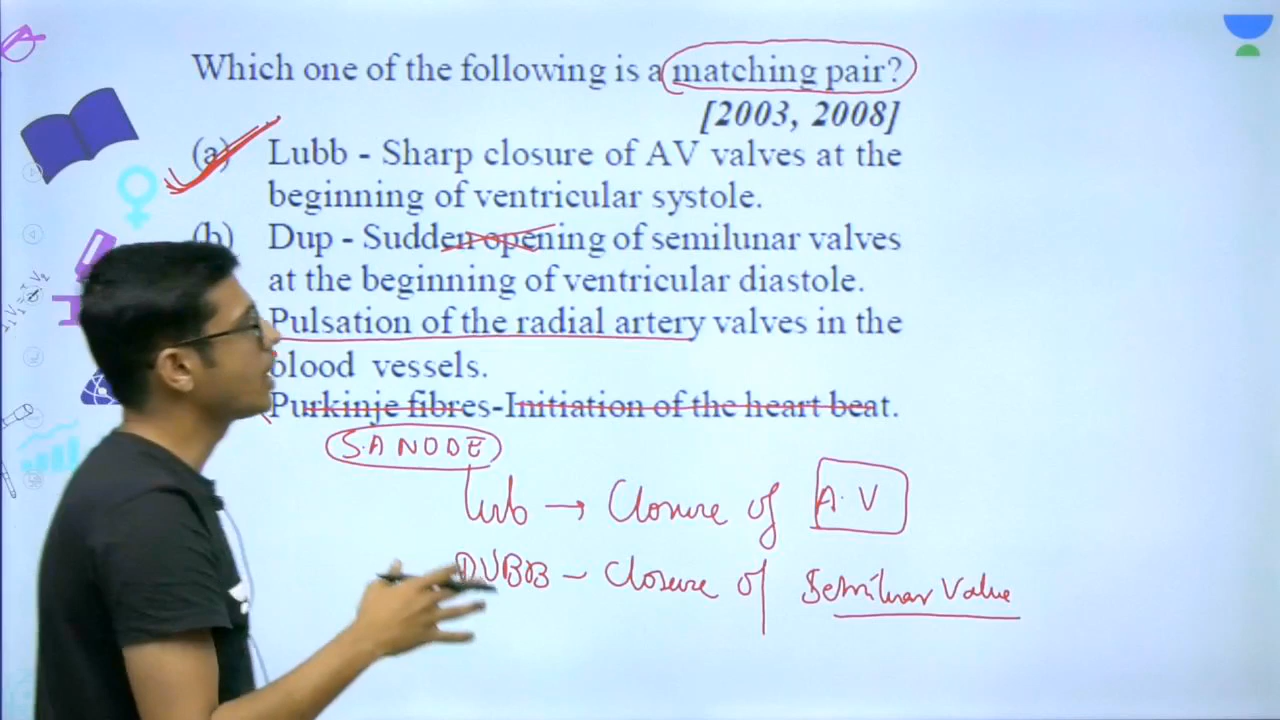 Which one of the following is a matching pair?
[2003, 2008]
(a) Lubb - Sharp closure of AV valves at the
beginning of ventricular systole.
(b) Dup - Sudden opening of semilunar valves
at the beginning of ventricular diastole.
Pulsation of the radial artery valves in the
blood vessels.
Purkinje fibres-Initiation of the heart beat.
S.A NODE
lub → Closure of A.V
DUBB - Closure of Semilunar Value